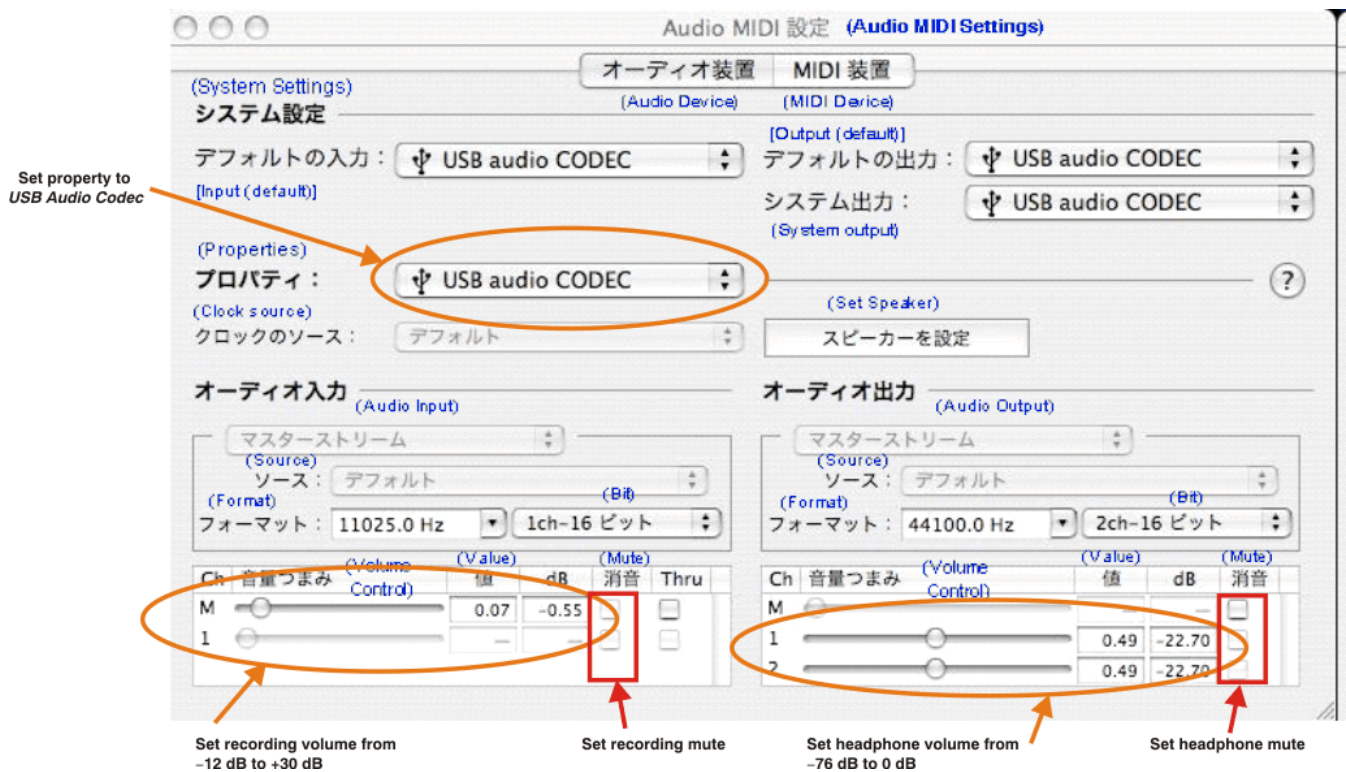 Audio MIDI 設定 (Audio MIDI Settings)
オーディオ装置 MIDI 装置
(Audio Device) (MIDI Device)
(System Settings)
システム設定
[Output (default)]
デフォルトの入力： USB audio CODEC デフォルトの出力： USB audio CODEC
Set property to
USB Audio Codec
[Input (default)]
システム出力： USB audio CODEC
(System output)
(Properties)
プロパティ： USB audio CODEC ?
(Clock source) (Set Speaker)
クロックのソース： デフォルト スピーカーを設定
オーディオ入力 オーディオ出力
(Audio Input) (Audio Output)
マスターストリーム マスターストリーム
(Source) (Source)
ソース： デフォルト ソース： デフォルト
(Format) (Bit) (Format) (Bit)
フォーマット： 11025.0 Hz 1ch-16 ビット フォーマット： 44100.0 Hz 2ch-16 ビット
(Volume Control) (Value) (Mute) (Volume Control) (Value) (Mute)
Ch 音量つまみ 値 dB 消音 Thru Ch 音量つまみ 値 dB 消音
M 0.07 -0.55 M — —
1 — — 1 0.49 -22.70
2 0.49 -22.70
Set recording volume from
–12 dB to +30 dB
Set recording mute
Set headphone volume from
–76 dB to 0 dB
Set headphone mute